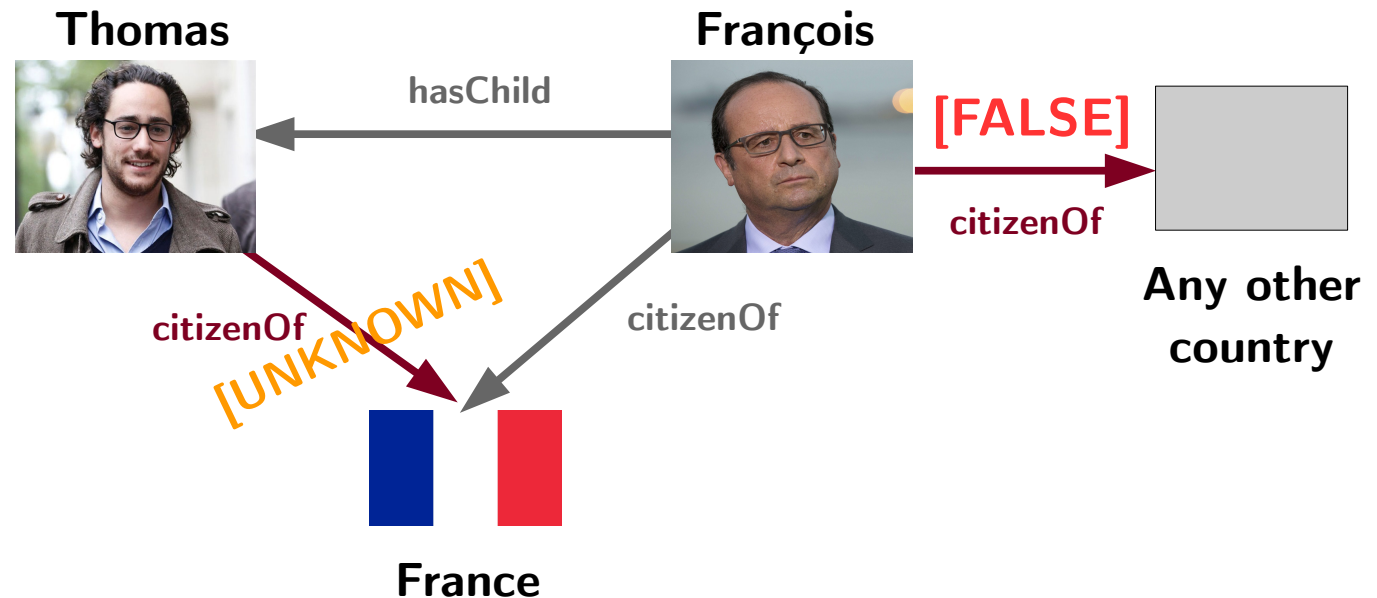 Thomas
François
hasChild
[FALSE]
citizenOf
citizenOf
[UNKNOWN]
citizenOf
Any other
country
France